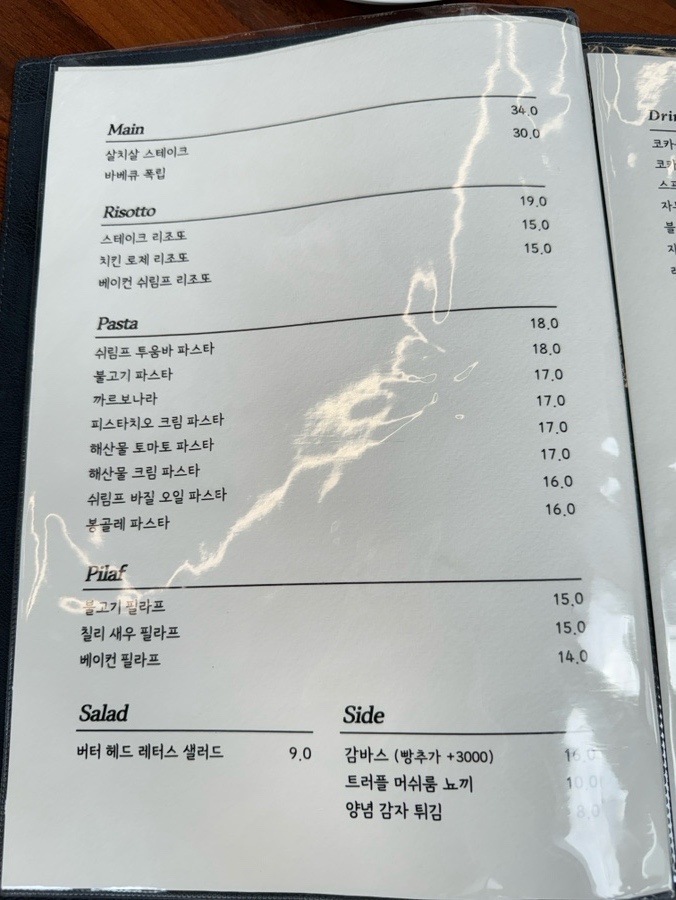 Main
살치살 스테이크 34.0
바베큐 폭립 30.0
Risotto
스테이크 리조또 19.0
치킨 로제 리조또 15.0
베이컨 쉬림프 리조또 15.0
Pasta
쉬림프 투움바 파스타 18.0
불고기 파스타 18.0
까르보나라 17.0
피스타치오 크림 파스타 17.0
해산물 토마토 파스타 17.0
해산물 크림 파스타 17.0
쉬림프 바질 오일 파스타 16.0
봉골레 파스타 16.0
Pilaf
불고기 필라프 15.0
칠리 새우 필라프 15.0
베이컨 필라프 14.0
Salad
버터 헤드 레터스 샐러드 9.0
Side
감바스 (빵추가 +3000) 16.0
트러플 머쉬룸 뇨끼 10.0
양념 감자 튀김 8.0